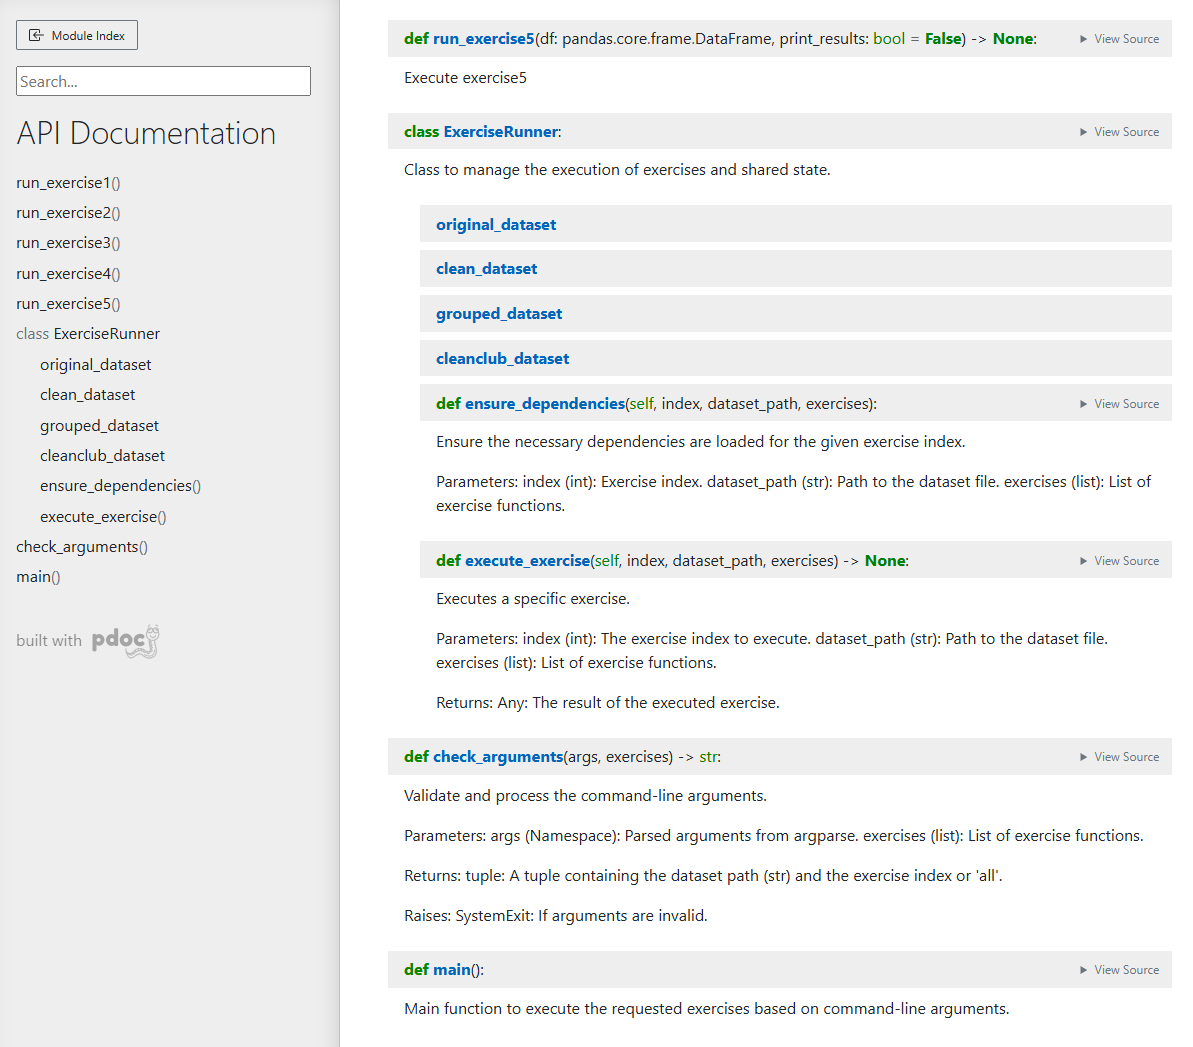 Module Index
Search...
API Documentation
run_exercise1()
run_exercise2()
run_exercise3()
run_exercise4()
run_exercise5()
class ExerciseRunner
original_dataset
clean_dataset
grouped_dataset
cleanclub_dataset
ensure_dependencies()
execute_exercise()
check_arguments()
main()
built with pdoc
def run_exercise5(df: pandas.core.frame.DataFrame, print_results: bool = False) -> None:
View Source
Execute exercise5
class ExerciseRunner:
View Source
Class to manage the execution of exercises and shared state.
original_dataset
clean_dataset
grouped_dataset
cleanclub_dataset
def ensure_dependencies(self, index, dataset_path, exercises):
View Source
Ensure the necessary dependencies are loaded for the given exercise index.
Parameters: index (int): Exercise index. dataset_path (str): Path to the dataset file. exercises (list): List of
exercise functions.
def execute_exercise(self, index, dataset_path, exercises) -> None:
View Source
Executes a specific exercise.
Parameters: index (int): The exercise index to execute. dataset_path (str): Path to the dataset file.
exercises (list): List of exercise functions.
Returns: Any: The result of the executed exercise.
def check_arguments(args, exercises) -> str:
View Source
Validate and process the command-line arguments.
Parameters: args (Namespace): Parsed arguments from argparse. exercises (list): List of exercise functions.
Returns: tuple: A tuple containing the dataset path (str) and the exercise index or 'all'.
Raises: SystemExit: If arguments are invalid.
def main():
View Source
Main function to execute the requested exercises based on command-line arguments.